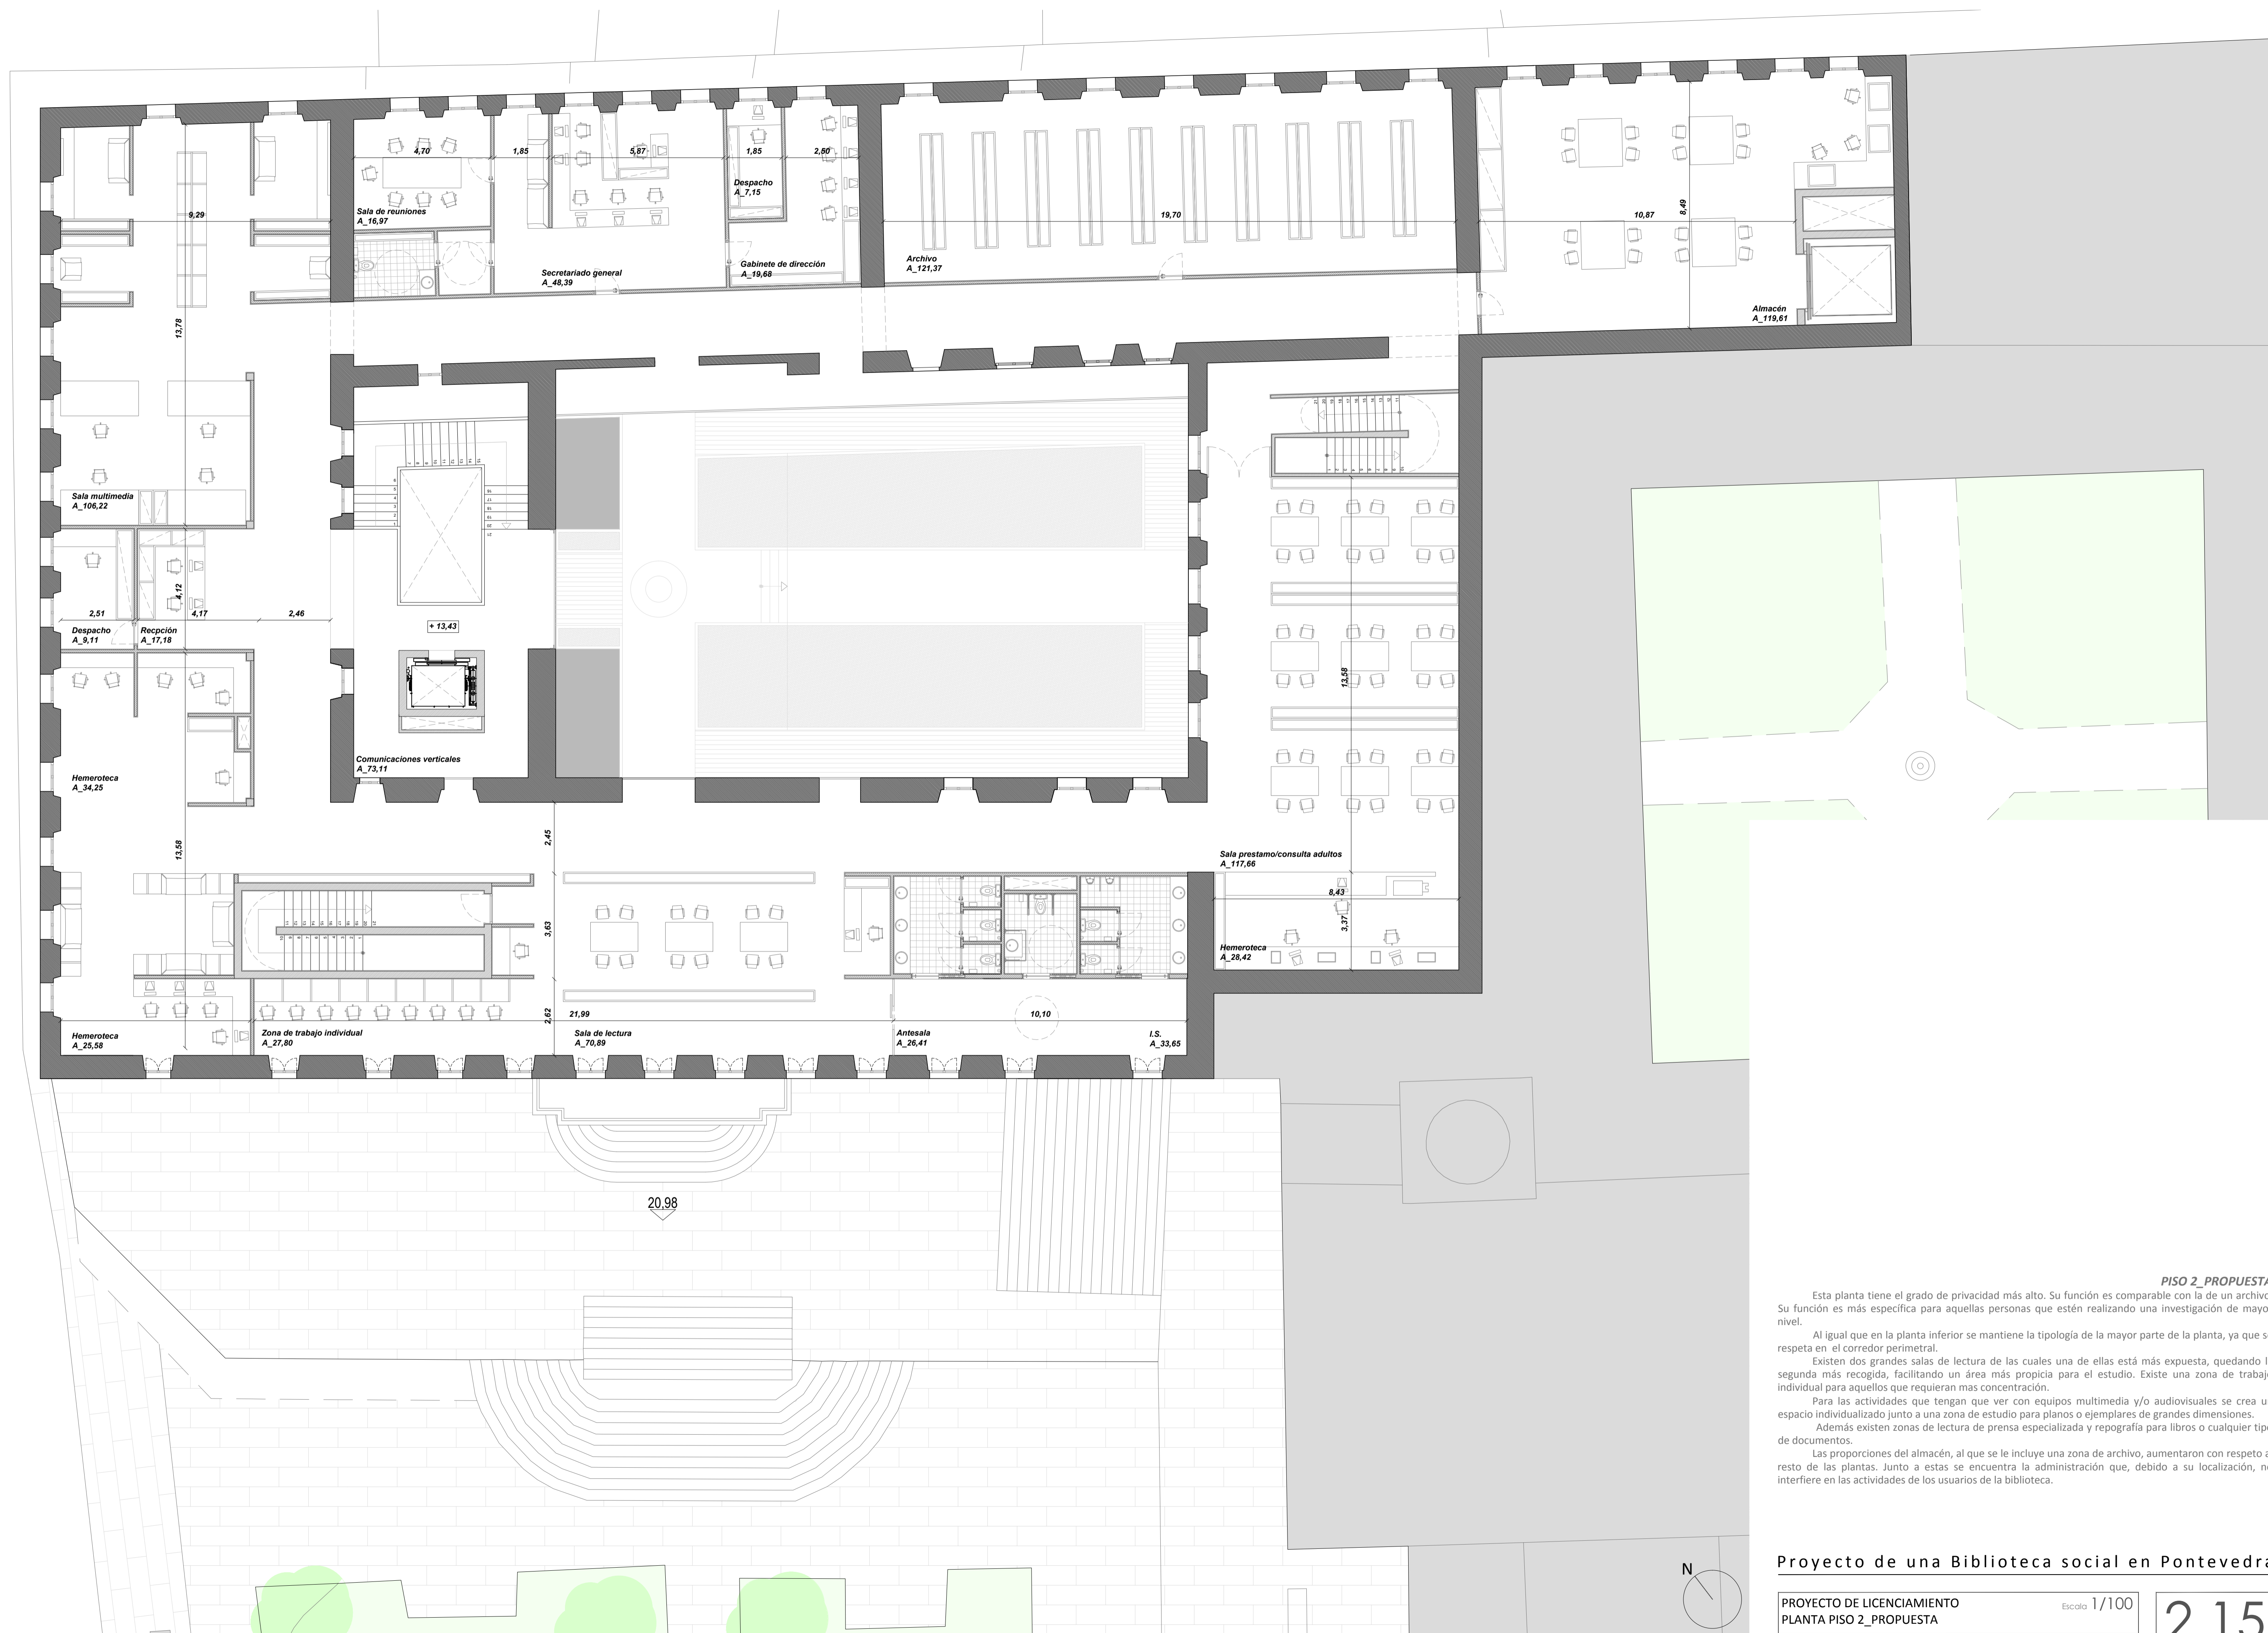 4,70
1,85
5,87
1,85
2,50
Despacho
A_7,15
9,29
Sala de reuniones
A_16,97
19,70
10,87
8,49
Secretariado general
A_48,39
Gabinete de dirección
A_19,68
Archivo
A_121,37
Almacén
A_119,61
13,78
Sala multimedia
A_106,22
4,12
2,51
4,17
2,46
Despacho
A_9,11
Recpción
A_17,18
+ 13,43
13,58
Comunicaciones verticales
A_73,11
Hemeroteca
A_34,25
13,58
2,45
Sala prestamo/consulta adultos
A_117,66
8,43
3,37
3,63
Hemeroteca
A_28,42
2,62
21,99
10,10
Hemeroteca
A_25,58
Zona de trabajo individual
A_27,80
Sala de lectura
A_70,89
Antesala
A_26,41
I.S.
A_33,65
20,98
PISO 2_PROPUESTA
Esta planta tiene el grado de privacidad más alto. Su función es comparable con la de un archivo
Su función es más específica para aquellas personas que estén realizando una investigación de mayo
nivel.
Al igual que en la planta inferior se mantiene la tipología de la mayor parte de la planta, ya que s
respeta en el corredor perimetral.
Existen dos grandes salas de lectura de las cuales una de ellas está más expuesta, quedando l
segunda más recogida, facilitando un área más propicia para el estudio. Existe una zona de trabaj
individual para aquellos que requieran mas concentración.
Para las actividades que tengan que ver con equipos multimedia y/o audiovisuales se crea u
espacio individualizado junto a una zona de estudio para planos o ejemplares de grandes dimensiones.
Además existen zonas de lectura de prensa especializada y repografía para libros o cualquier tip
de documentos.
Las proporciones del almacén, al que se le incluye una zona de archivo, aumentaron con respeto a
resto de las plantas. Junto a estas se encuentra la administración que, debido a su localización, n
interfiere en las actividades de los usuarios de la biblioteca.
Proyecto de una Biblioteca social en Pontevedra
N
PROYECTO DE LICENCIAMIENTO
Escala 1/100
PLANTA PISO 2_PROPUESTA
2 15